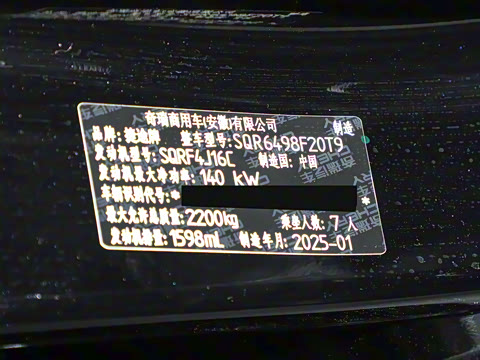 奇瑞商用车(安徽)有限公司 制造
品牌: 捷途牌 整车型号: SQR6498F20T9
发动机型号: SQRF4J16C 制造国: 中国
发动机最大净功率: 140 kW
车辆识别代号: * *
最大允许总质量: 2200kg 乘坐人数: 7 人
发动机排量: 1598mL 制造年月: 2025-01